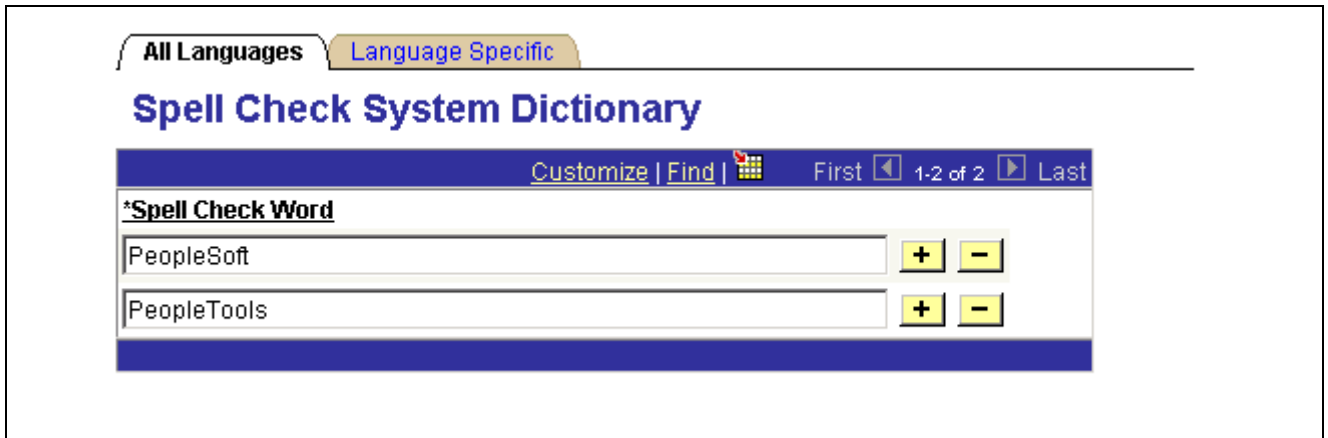 All Languages Language Specific
Spell Check System Dictionary
Customize | Find | First 1-2 of 2 Last
*Spell Check Word
PeopleSoft + −
PeopleTools + −